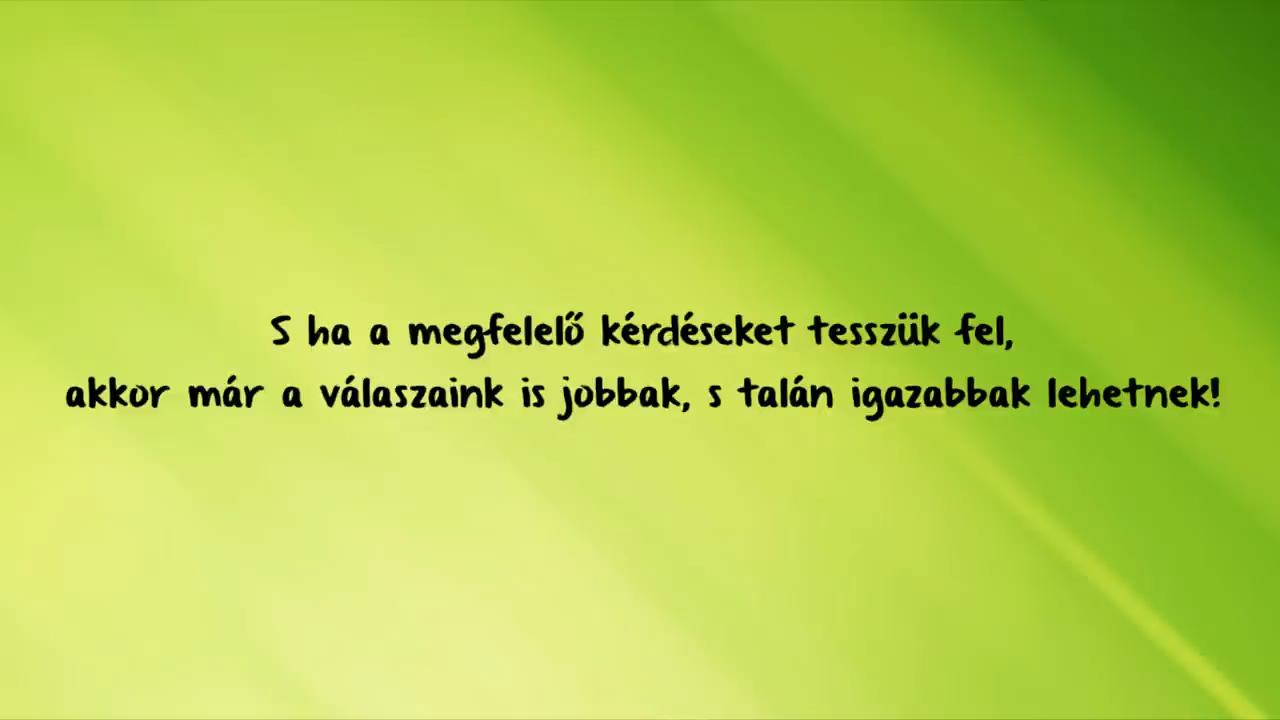 S ha a megfelelő kérdéseket tesszük fel,
akkor már a válaszaink is jobbak, s talán igazabbak lehetnek!